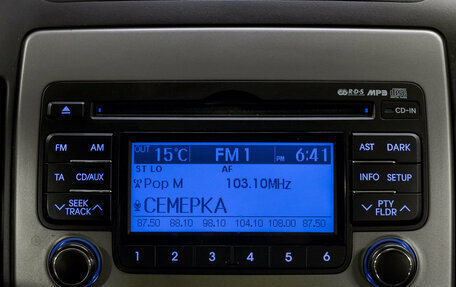 RDS MP3
CD-IN
FM AM
TA CD/AUX
SEEK TRACK
OUT 15°C FM 1 PM 6:41
ST LO AF
Pop M 103.10MHz
СЕМЕРКА
87.50 88.10 98.10 104.10 108.00 87.50
AST DARK
INFO SETUP
PTY FLDR
1 2 3 4 5 6